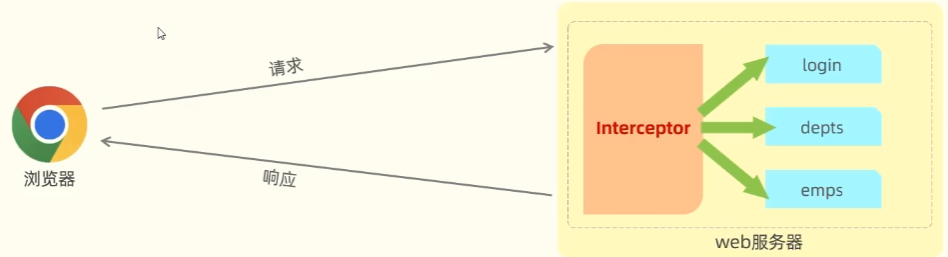 请求
login
Interceptor
depts
浏览器
响应
emps
web服务器